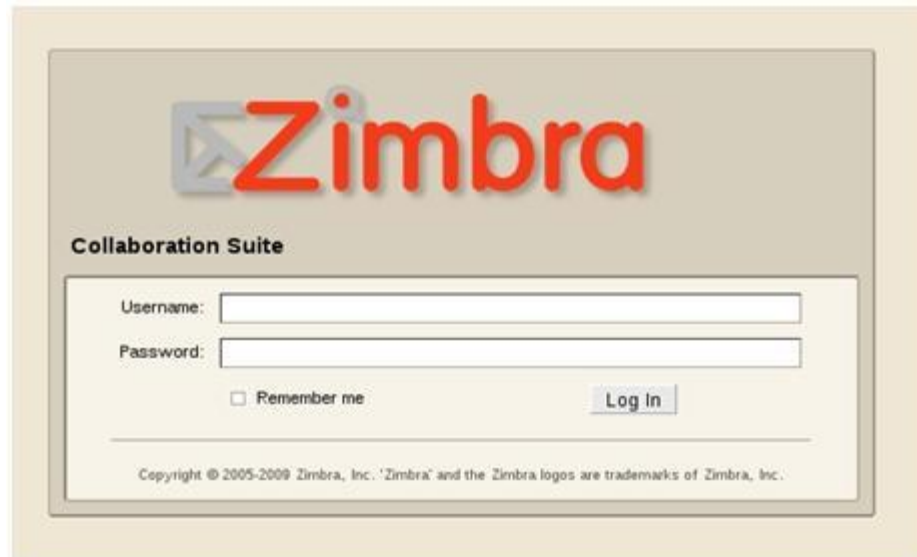 Zimbra
Collaboration Suite
Username:
Password:
Remember me
Log In
Copyright © 2005-2009 Zimbra, Inc. 'Zimbra' and the Zimbra logos are trademarks of Zimbra, Inc.